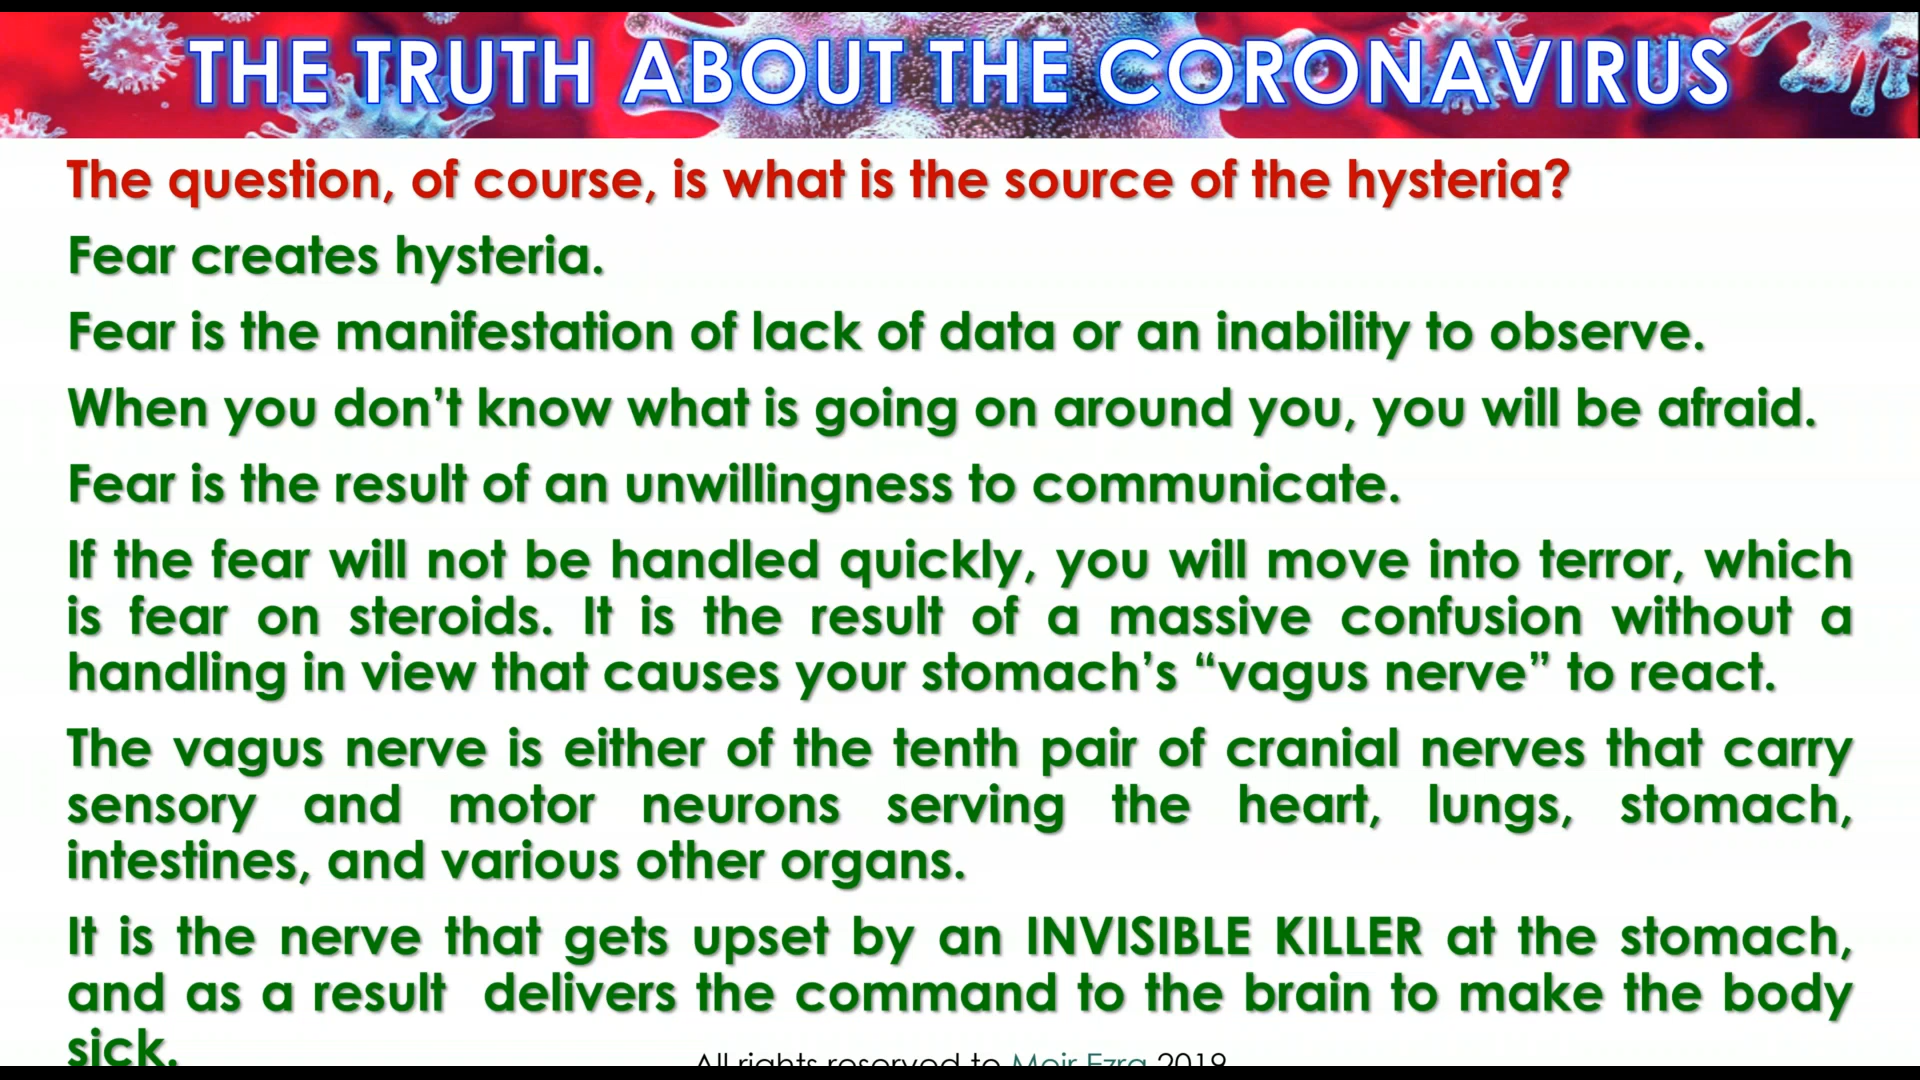 THE TRUTH ABOUT THE CORONAVIRUS
The question, of course, is what is the source of the hysteria?
Fear creates hysteria.
Fear is the manifestation of lack of data or an inability to observe.
When you don’t know what is going on around you, you will be afraid.
Fear is the result of an unwillingness to communicate.
If the fear will not be handled quickly, you will move into terror, which
is fear on steroids. It is the result of a massive confusion without a
handling in view that causes your stomach’s “vagus nerve” to react.
The vagus nerve is either of the tenth pair of cranial nerves that carry
sensory and motor neurons serving the heart, lungs, stomach,
intestines, and various other organs.
It is the nerve that gets upset by an INVISIBLE KILLER at the stomach,
and as a result delivers the command to the brain to make the body
sick.
All rights reserved to Meir Ezra 2019